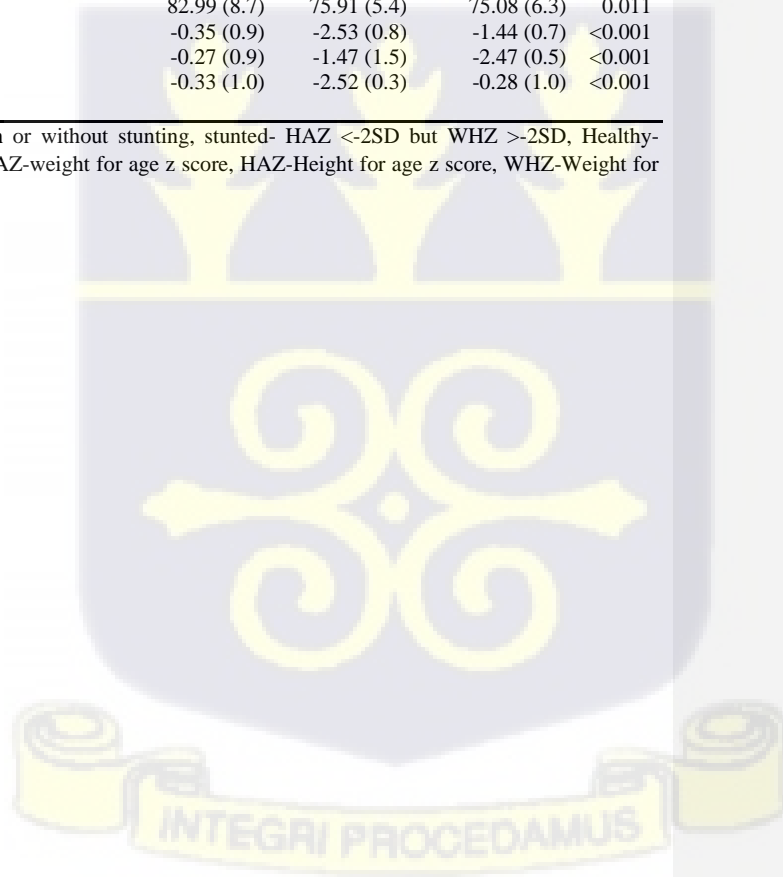 82.99 (8.7) 75.91 (5.4) 75.08 (6.3) 0.011
-0.35 (0.9) -2.53 (0.8) -1.44 (0.7) <0.001
-0.27 (0.9) -1.47 (1.5) -2.47 (0.5) <0.001
-0.33 (1.0) -2.52 (0.3) -0.28 (1.0) <0.001
or without stunting, stunted- HAZ <-2SD but WHZ >-2SD, Healthy-
AZ-weight for age z score, HAZ-Height for age z score, WHZ-Weight for
INTEGRI PROCEDAMUS